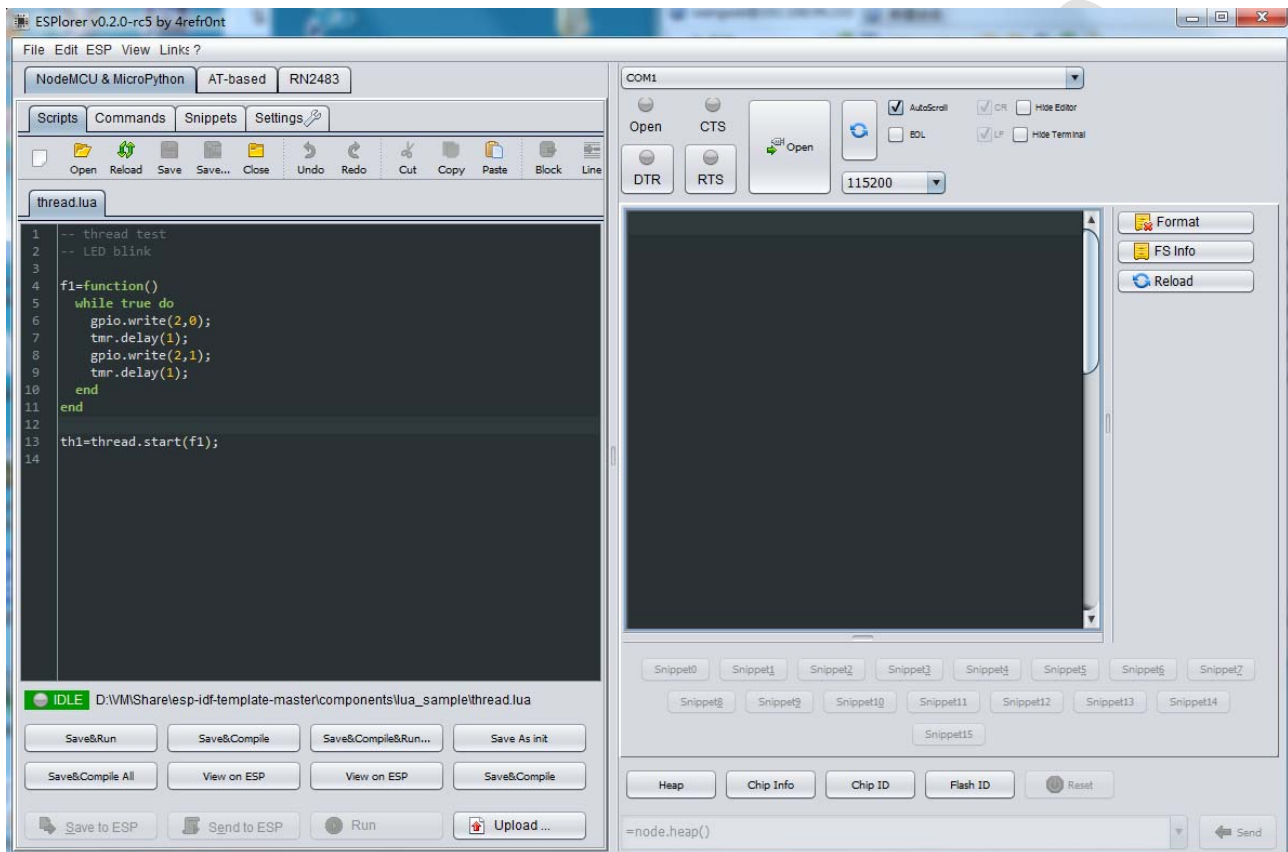 ESPlorer v0.2.0-rc5 by 4refr0nt
File Edit ESP View Links ?
NodeMCU & MicroPython AT-based RN2483
Scripts Commands Snippets Settings
Open Reload Save Save... Close Undo Redo Cut Copy Paste Block Line
thread.lua
1 -- thread test
2 -- LED blink
3
4 f1=function()
5 while true do
6 gpio.write(2,0);
7 tmr.delay(1);
8 gpio.write(2,1);
9 tmr.delay(1);
10 end
11 end
12
13 th1=thread.start(f1);
14
IDLE D:\VM\Share\esp-idf-template-master\components\lua_sample\thread.lua
Save&Run Save&Compile Save&Compile&Run... Save As init
Save&Compile All View on ESP View on ESP Save&Compile
Save to ESP Send to ESP Run Upload ...
COM1
Open CTS Open AutoScroll CR Hide Editor
EOL LF Hide Terminal
DTR RTS 115200
Format
FS Info
Reload
Snippet0 Snippet1 Snippet2 Snippet3 Snippet4 Snippet5 Snippet6 Snippet7
Snippet8 Snippet9 Snippet10 Snippet11 Snippet12 Snippet13 Snippet14
Snippet15
Heap Chip Info Chip ID Flash ID Reset
=node.heap() Send